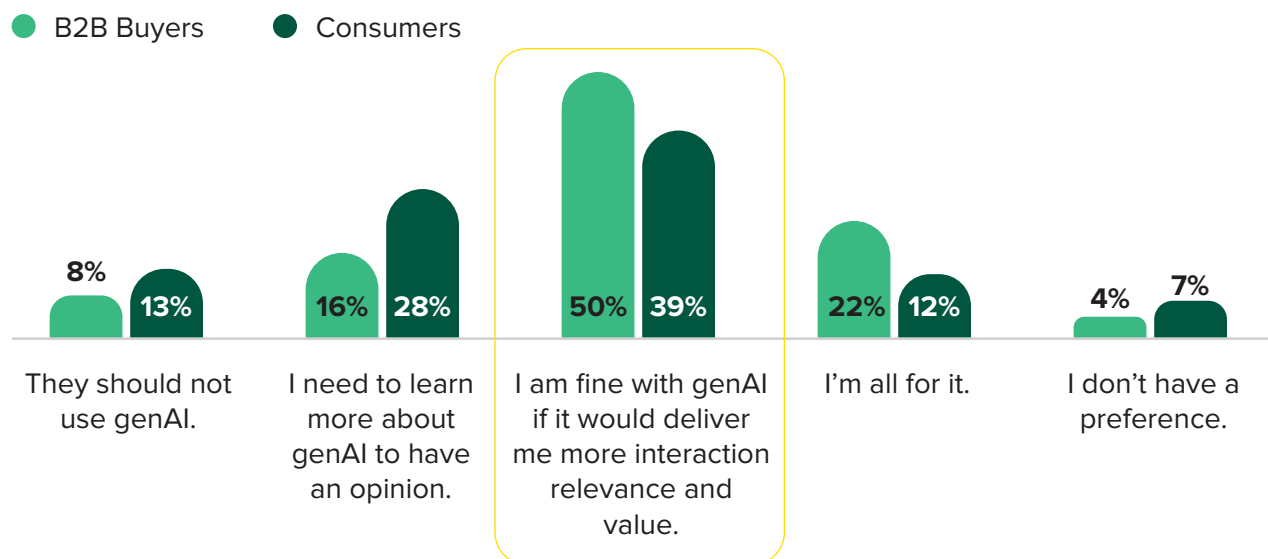 B2B Buyers
Consumers
8%
13%
16%
28%
50%
39%
22%
12%
4%
7%
They should not
use genAI.
I need to learn
more about
genAI to have
an opinion.
I am fine with genAI
if it would deliver
me more interaction
relevance and
value.
I’m all for it.
I don’t have a
preference.